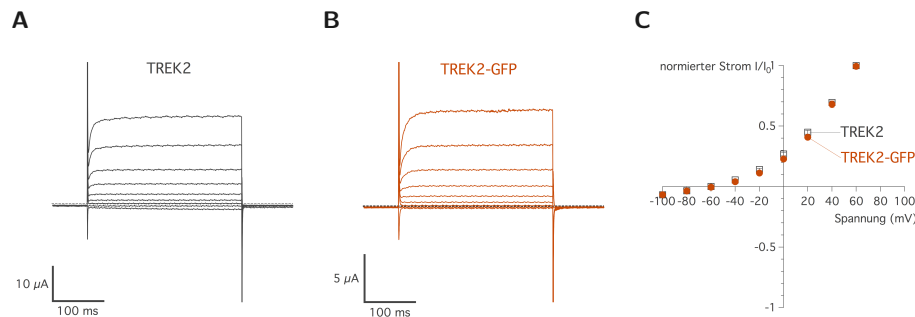 A
B
C
TREK2
TREK2-GFP
normierter Strom I/I₀
1
0.5
TREK2
TREK2-GFP
-100 -80 -60 -40 -20 20 40 60 80 100
Spannung (mV)
-0.5
-1
10 µA
100 ms
5 µA
100 ms